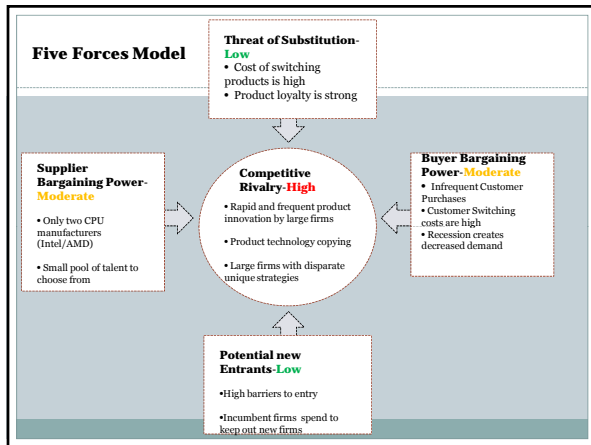 Five Forces Model
Threat of Substitution-
Low
• Cost of switching
products is high
• Product loyalty is strong
Supplier
Bargaining Power-
Moderate
• Only two CPU
manufacturers
(Intel/AMD)
• Small pool of talent to
choose from
Competitive
Rivalry-High
• Rapid and frequent product
innovation by large firms
• Product technology copying
• Large firms with disparate
unique strategies
Buyer Bargaining
Power-Moderate
• Infrequent Customer
Purchases
• Customer Switching
costs are high
• Recession creates
decreased demand
Potential new
Entrants-Low
•High barriers to entry
•Incumbent firms spend to
keep out new firms